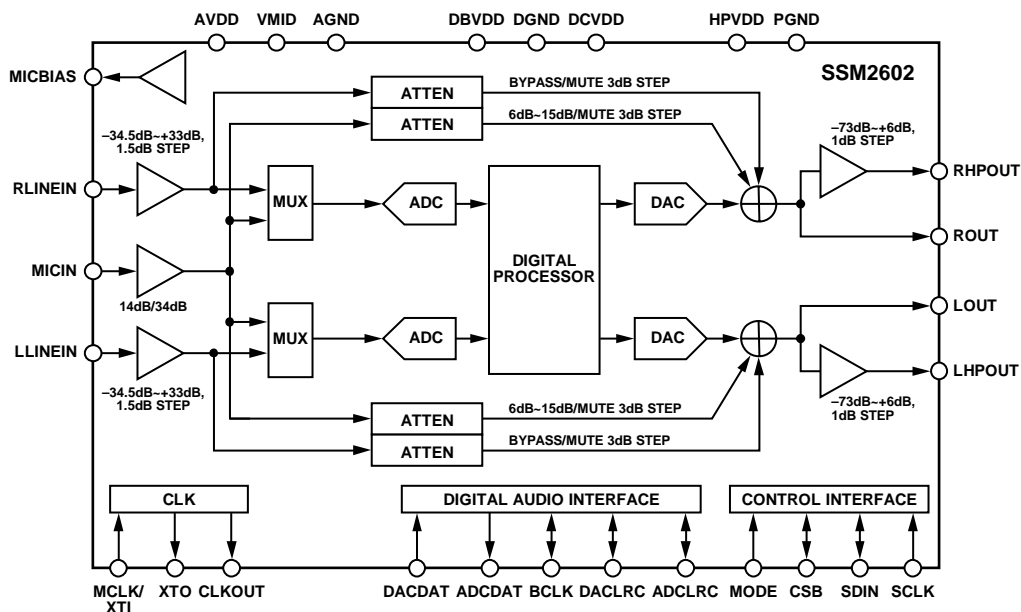 AVDD VMID AGND DBVDD DGND DCVDD HPVDD PGND
MICBIAS
SSM2602
ATTEN
BYPASS/MUTE 3dB STEP
ATTEN
6dB~15dB/MUTE 3dB STEP
–34.5dB~+33dB,
1.5dB STEP
–73dB~+6dB,
1dB STEP
RLINEIN
MUX
ADC
DAC
RHPOUT
ROUT
MICIN
14dB/34dB
DIGITAL
PROCESSOR
LOUT
LLINEIN
MUX
ADC
DAC
LHPOUT
–34.5dB~+33dB,
1.5dB STEP
–73dB~+6dB,
1dB STEP
ATTEN
6dB~15dB/MUTE 3dB STEP
ATTEN
BYPASS/MUTE 3dB STEP
CLK
DIGITAL AUDIO INTERFACE
CONTROL INTERFACE
MCLK/
XTI
XTO CLKOUT
DACDAT ADCDAT BCLK DACLRC ADCLRC
MODE CSB SDIN SCLK